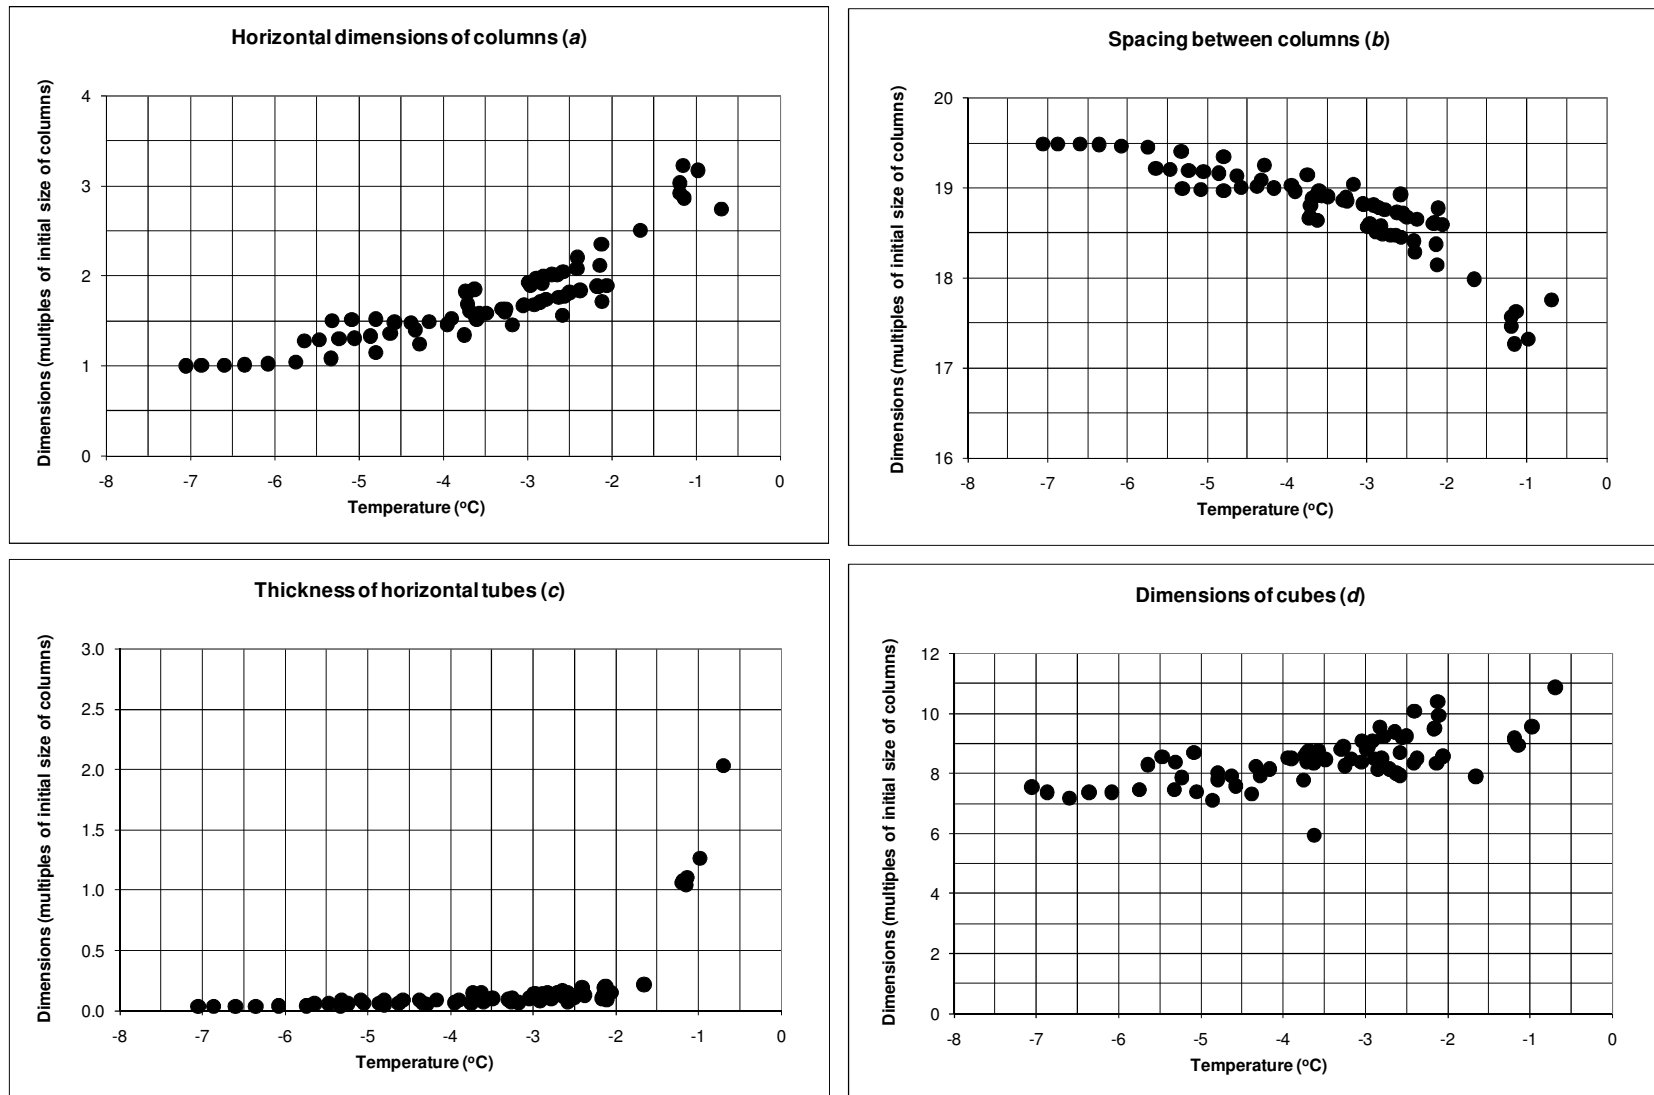 Horizontal dimensions of columns (a)
Dimensions (multiples of initial size of columns)
4
3
2
1
0
-8 -7 -6 -5 -4 -3 -2 -1 0
Temperature (ºC)
Spacing between columns (b)
Dimensions (multiples of initial size of columns)
20
19
18
17
16
-8 -7 -6 -5 -4 -3 -2 -1 0
Temperature (ºC)
Thickness of horizontal tubes (c)
Dimensions (multiples of initial size of columns)
3.0
2.5
2.0
1.5
1.0
0.5
0.0
-8 -7 -6 -5 -4 -3 -2 -1 0
Temperature (ºC)
Dimensions of cubes (d)
Dimensions (multiples of initial size of columns)
12
10
8
6
4
2
0
-8 -7 -6 -5 -4 -3 -2 -1 0
Temperature (ºC)